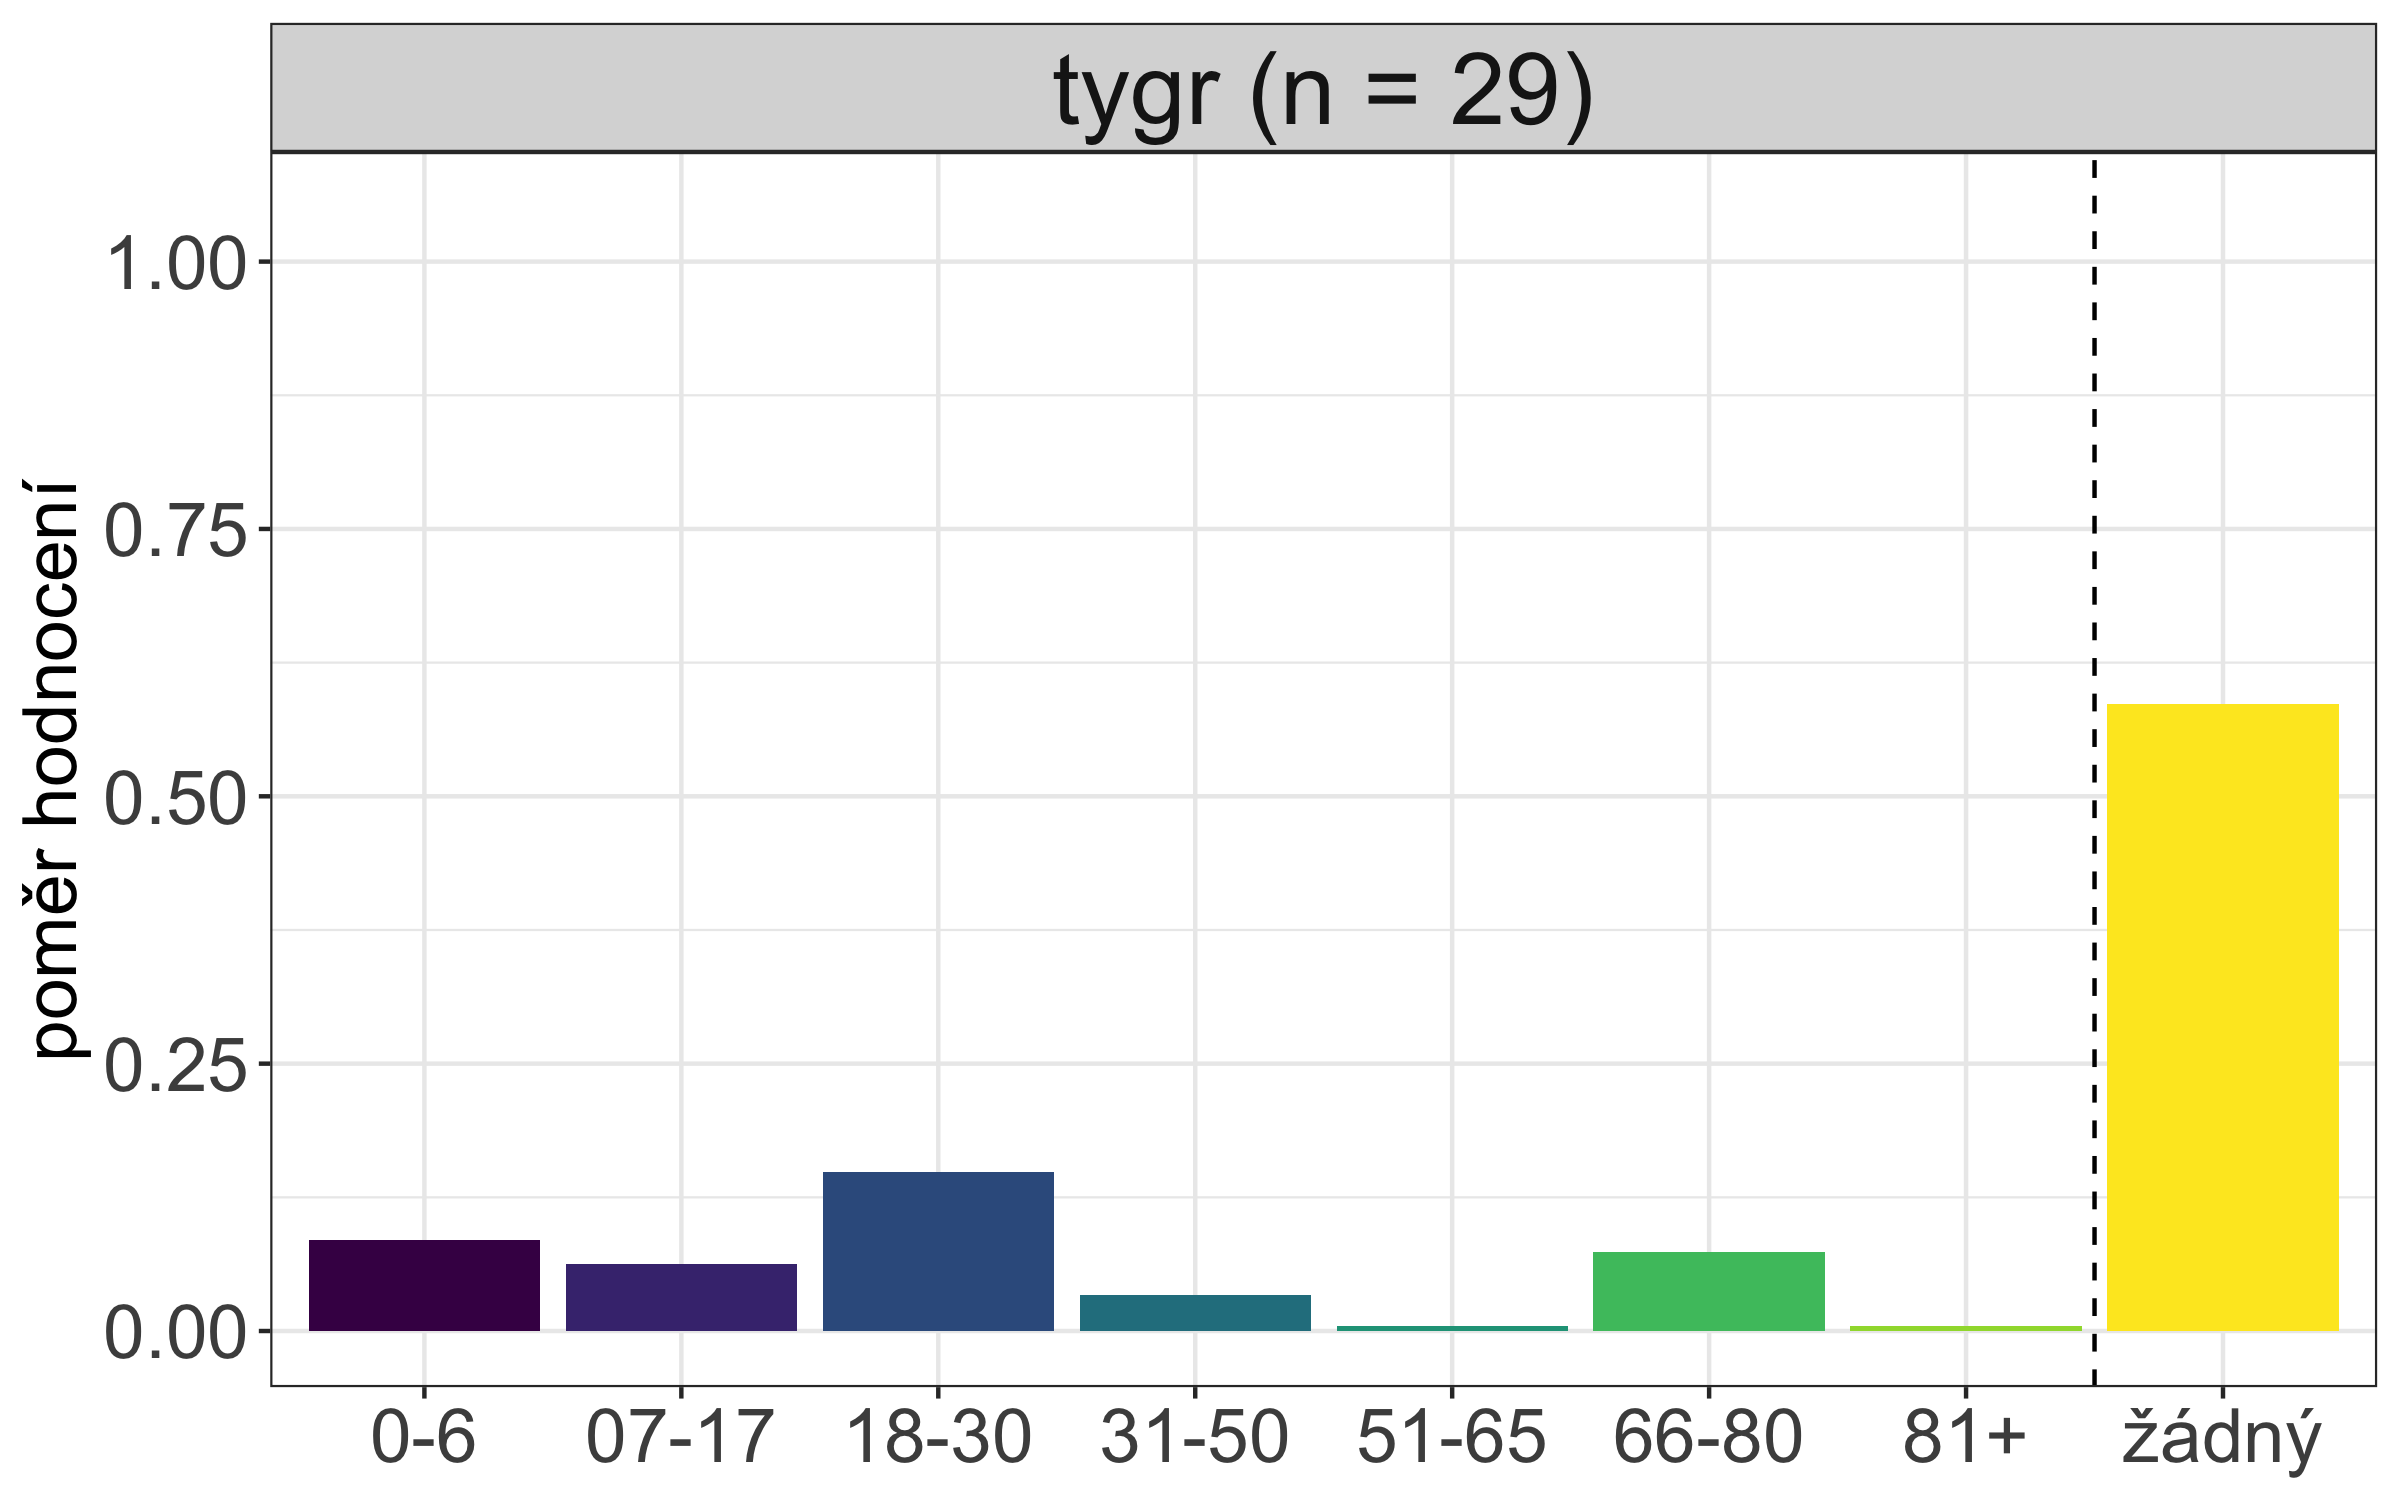 tygr (n = 29)
poměr hodnocení
1.00
0.75
0.50
0.25
0.00
0-6 07-17 18-30 31-50 51-65 66-80 81+ žádný